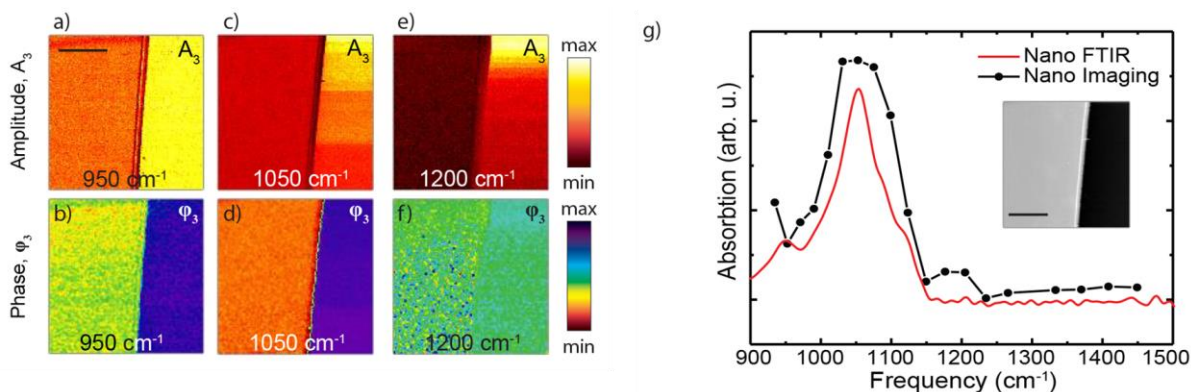 a)
c)
e)
g)
Amplitude, A₃
A₃
A₃
A₃
950 cm⁻¹
1050 cm⁻¹
1200 cm⁻¹
max
min
Phase, φ₃
b)
d)
f)
φ₃
φ₃
φ₃
950 cm⁻¹
1050 cm⁻¹
1200 cm⁻¹
max
min
Nano FTIR
Nano Imaging
Absorbtion (arb. u.)
900 1000 1100 1200 1300 1400 1500
Frequency (cm⁻¹)